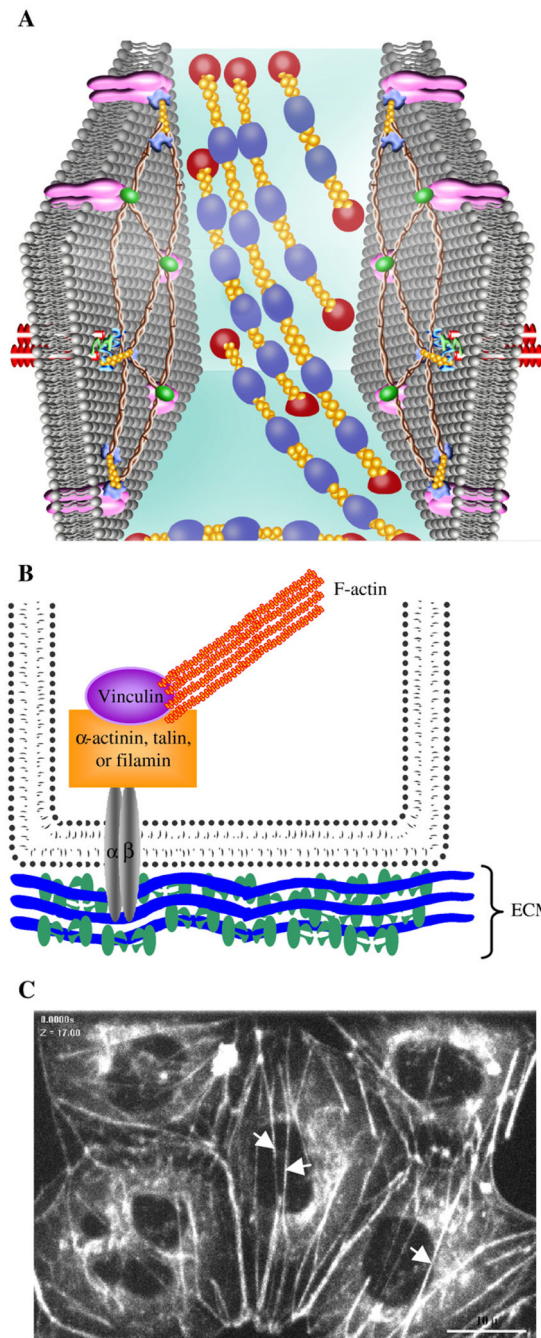 A
B
F-actin
Vinculin
α-actinin, talin,
or filamin
α β
ECM
C
0.0000s
Z = 17.00
10 μ